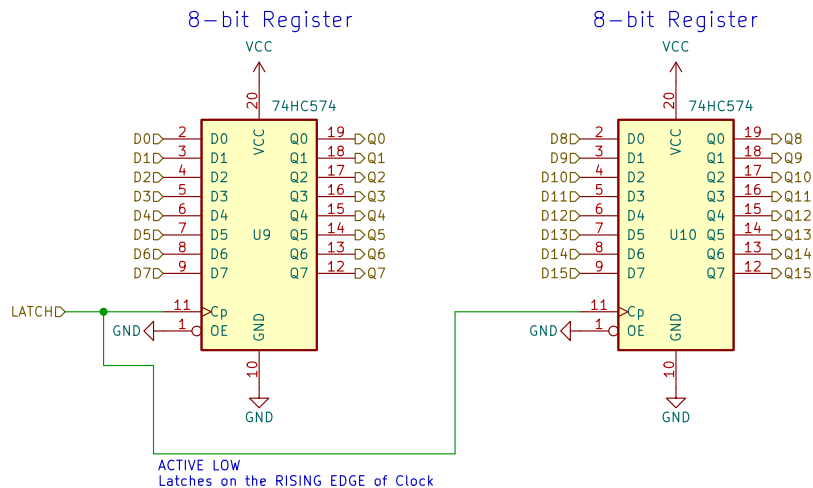 8-bit Register
8-bit Register
VCC
VCC
20
74HC574
20
74HC574
D0 2 D0 VCC Q0 19 Q0
D8 2 D0 VCC Q0 19 Q8
D1 3 D1 Q1 18 Q1
D9 3 D1 Q1 18 Q9
D2 4 D2 Q2 17 Q2
D10 4 D2 Q2 17 Q10
D3 5 D3 Q3 16 Q3
D11 5 D3 Q3 16 Q11
D4 6 D4 Q4 15 Q4
D12 6 D4 Q4 15 Q12
D5 7 D5 U9 Q5 14 Q5
D13 7 D5 U10 Q5 14 Q13
D6 8 D6 Q6 13 Q6
D14 8 D6 Q6 13 Q14
D7 9 D7 Q7 12 Q7
D15 9 D7 Q7 12 Q15
LATCH 11 Cp
11 Cp
GND 1 OE GND
GND 1 OE GND
10
10
GND
GND
ACTIVE LOW
Latches on the RISING EDGE of Clock